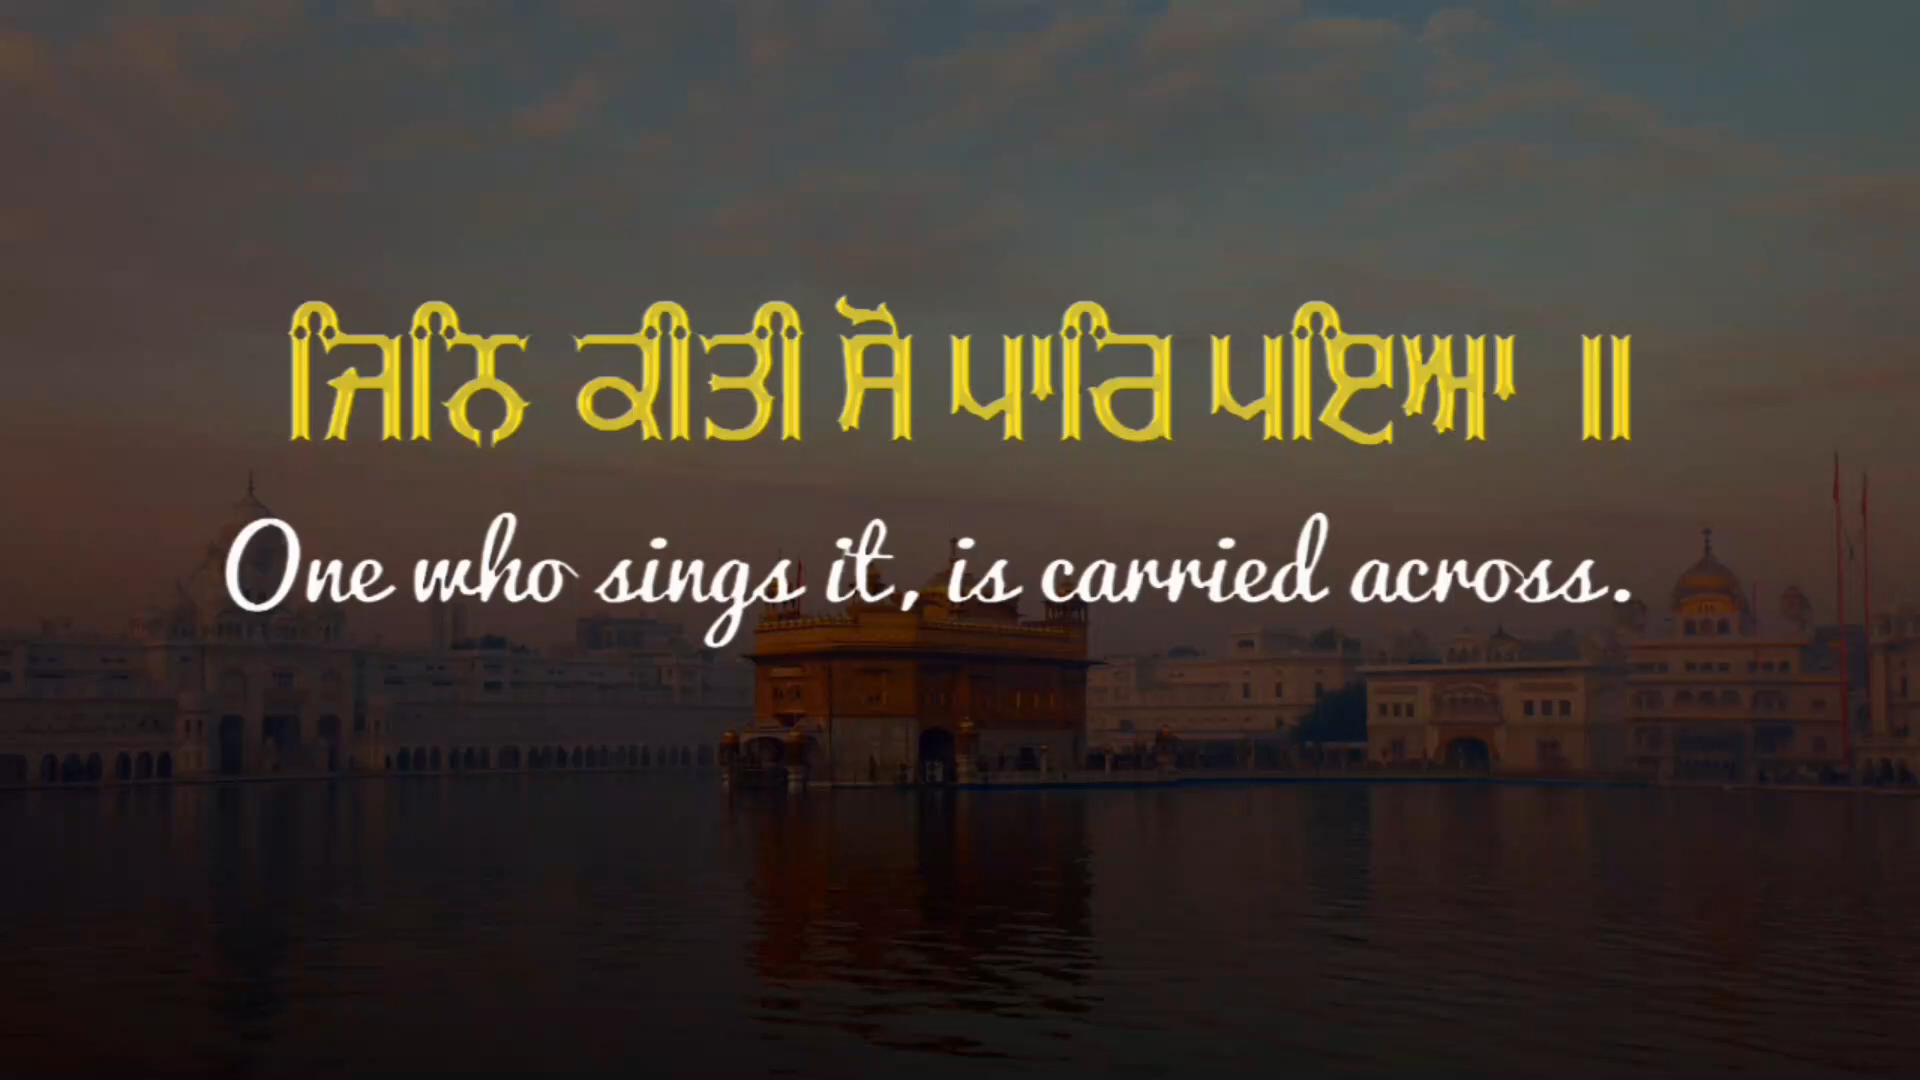 ਜਿਨਿ ਕੀਤੀ ਸੋ ਪਾਰਿ ਪਇਆ ॥
One who sings it, is carried across.